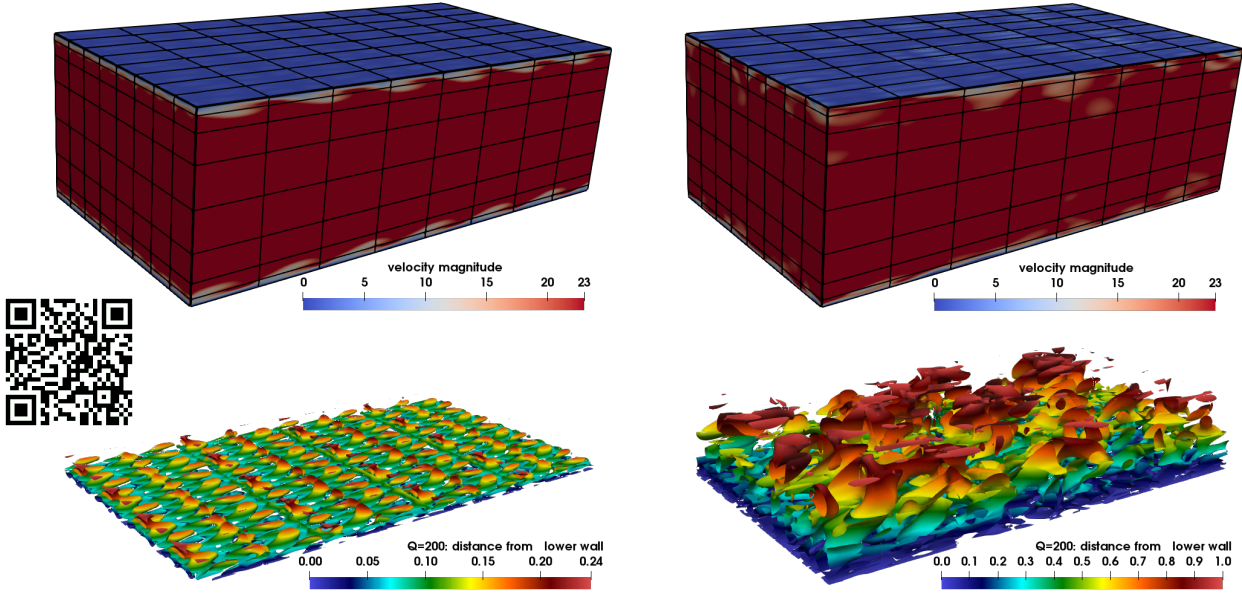 velocity magnitude
0 5 10 15 20 23
velocity magnitude
0 5 10 15 20 23
Q=200: distance from lower wall
0.00 0.05 0.10 0.15 0.20 0.24
Q=200: distance from lower wall
0.0 0.1 0.2 0.3 0.4 0.5 0.6 0.7 0.8 0.9 1.0